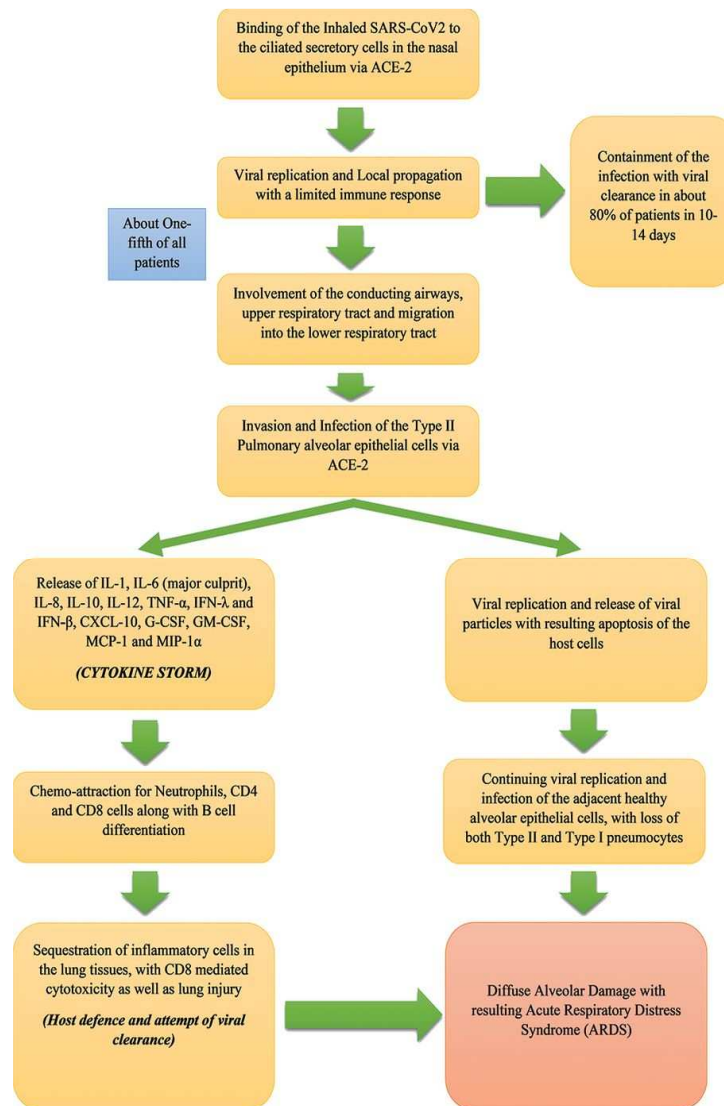 Binding of the Inhaled SARS-CoV2 to
the ciliated secretory cells in the nasal
epithelium via ACE-2
Viral replication and Local propagation
with a limited immune response
Containment of the
infection with viral
clearance in about
80% of patients in 10-
14 days
About One-
fifth of all
patients
Involvement of the conducting airways,
upper respiratory tract and migration
into the lower respiratory tract
Invasion and Infection of the Type II
Pulmonary alveolar epithelial cells via
ACE-2
Release of IL-1, IL-6 (major culprit),
IL-8, IL-10, IL-12, TNF-α, IFN-λ and
IFN-β, CXCL-10, G-CSF, GM-CSF,
MCP-1 and MIP-1α
(CYTOKINE STORM)
Viral replication and release of viral
particles with resulting apoptosis of the
host cells
Chemo-attraction for Neutrophils, CD4
and CD8 cells along with B cell
differentiation
Continuing viral replication and
infection of the adjacent healthy
alveolar epithelial cells, with loss of
both Type II and Type I pneumocytes
Sequestration of inflammatory cells in
the lung tissues, with CD8 mediated
cytotoxicity as well as lung injury
(Host defence and attempt of viral
clearance)
Diffuse Alveolar Damage with
resulting Acute Respiratory Distress
Syndrome (ARDS)